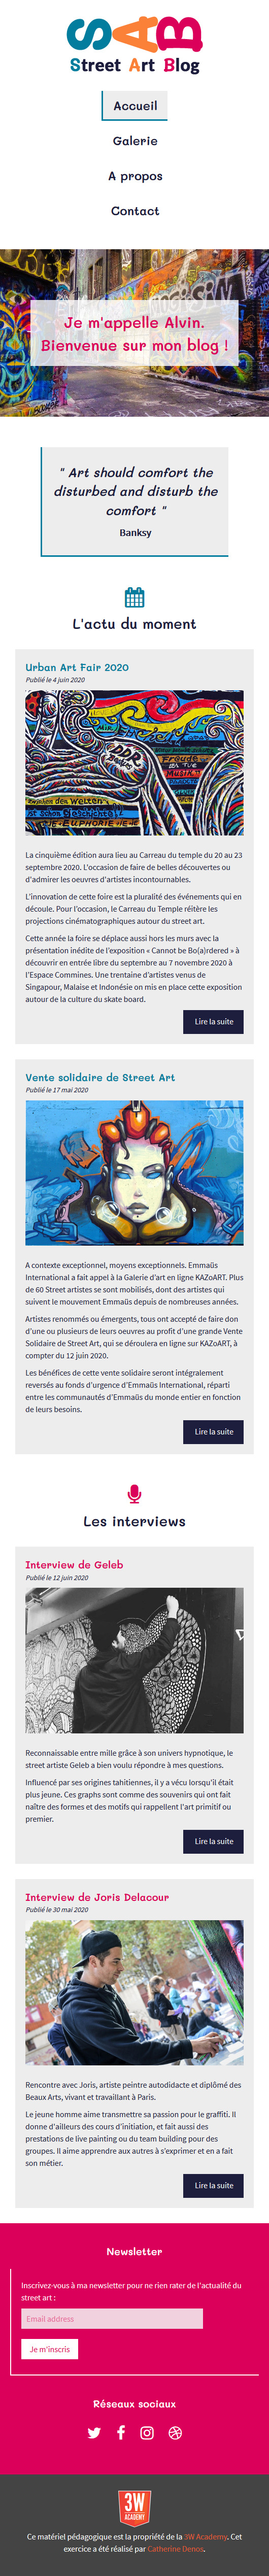 SAB
Street Art Blog
Accueil
Galerie
A propos
Contact
Je m'appelle Alvin.
Bienvenue sur mon blog !
" Art should comfort the
disturbed and disturb the
comfort "
Banksy
L'actu du moment
Urban Art Fair 2020
Publié le 4 juin 2020
La cinquième édition aura lieu au Carreau du temple du 20 au 23
septembre 2020. L'occasion de faire de belles découvertes ou
d'admirer les oeuvres d'artistes incontournables.
L'innovation de cette foire est la pluralité des événements qui en
découle. Pour l'occasion, le Carreau du Temple réitère les
projections cinématographiques autour du street art.
Cette année la foire se déplace aussi hors les murs avec la
présentation inédite de l'exposition « Cannot be Bo(a)rdered » à
découvrir en entrée libre du septembre au 7 novembre 2020 à
l'Espace Commines. Une trentaine d'artistes venus de
Singapour, Malaise et Indonésie on mis en place cette exposition
autour de la culture du skate board.
Lire la suite
Vente solidaire de Street Art
Publié le 17 mai 2020
A contexte exceptionnel, moyens exceptionnels. Emmaüs
International a fait appel à la Galerie d'art en ligne KAZoART. Plus
de 60 Street artistes se sont mobilisés, dont des artistes qui
suivent le mouvement Emmaüs depuis de nombreuses années.
Artistes renommés ou émergents, tous ont accepté de faire don
d'une ou plusieurs de leurs oeuvres au profit d'une grande Vente
Solidaire de Street Art, qui se déroulera en ligne sur KAZoART, à
compter du 12 juin 2020.
Les bénéfices de cette vente solidaire seront intégralement
reversés au fonds d'urgence d'Emmaüs International, réparti
entre les communautés d'Emmaüs du monde entier en fonction
de leurs besoins.
Lire la suite
Les interviews
Interview de Geleb
Publié le 12 juin 2020
Reconnaissable entre mille grâce à son univers hypnotique, le
street artiste Geleb a bien voulu répondre à mes questions.
Influencé par ses origines tahitiennes, il y a vécu lorsqu'il était
plus jeune. Ces graphs sont comme des souvenirs qui ont fait
naître des formes et des motifs qui rappellent l'art primitif ou
premier.
Lire la suite
Interview de Joris Delacour
Publié le 30 mai 2020
Rencontre avec Joris, artiste peintre autodidacte et diplômé des
Beaux Arts, vivant et travaillant à Paris.
Le jeune homme aime transmettre sa passion pour le graffiti. Il
donne d'ailleurs des cours d'initiation, et fait aussi des
prestations de live painting ou du team building pour des
groupes. Il aime apprendre aux autres à s'exprimer et en a fait
son métier.
Lire la suite
Newsletter
Inscrivez-vous à ma newsletter pour ne rien rater de l'actualité du
street art :
Email address
Je m'inscris
Réseaux sociaux
3W
ACADEMY
Ce matériel pédagogique est la propriété de la 3W Academy. Cet
exercice a été réalisé par Catherine Denos.